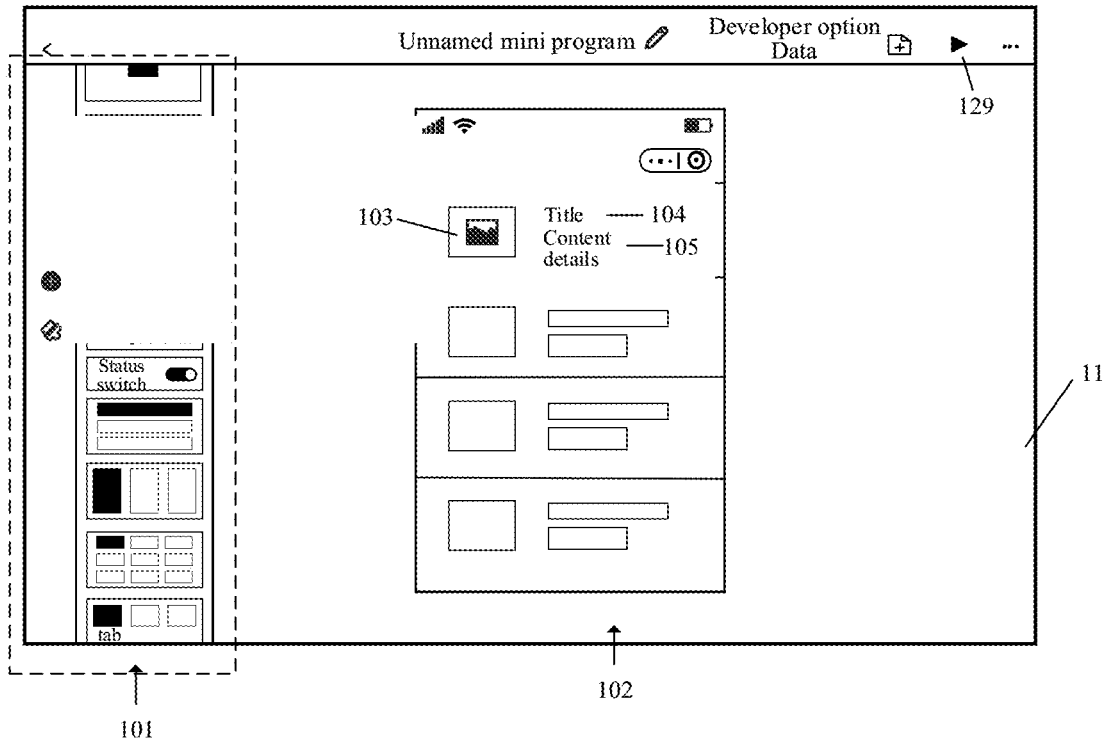 Unnamed mini program
Developer option
Data
129
103
Title
104
Content
details
105
Status
switch
11
tab
102
101